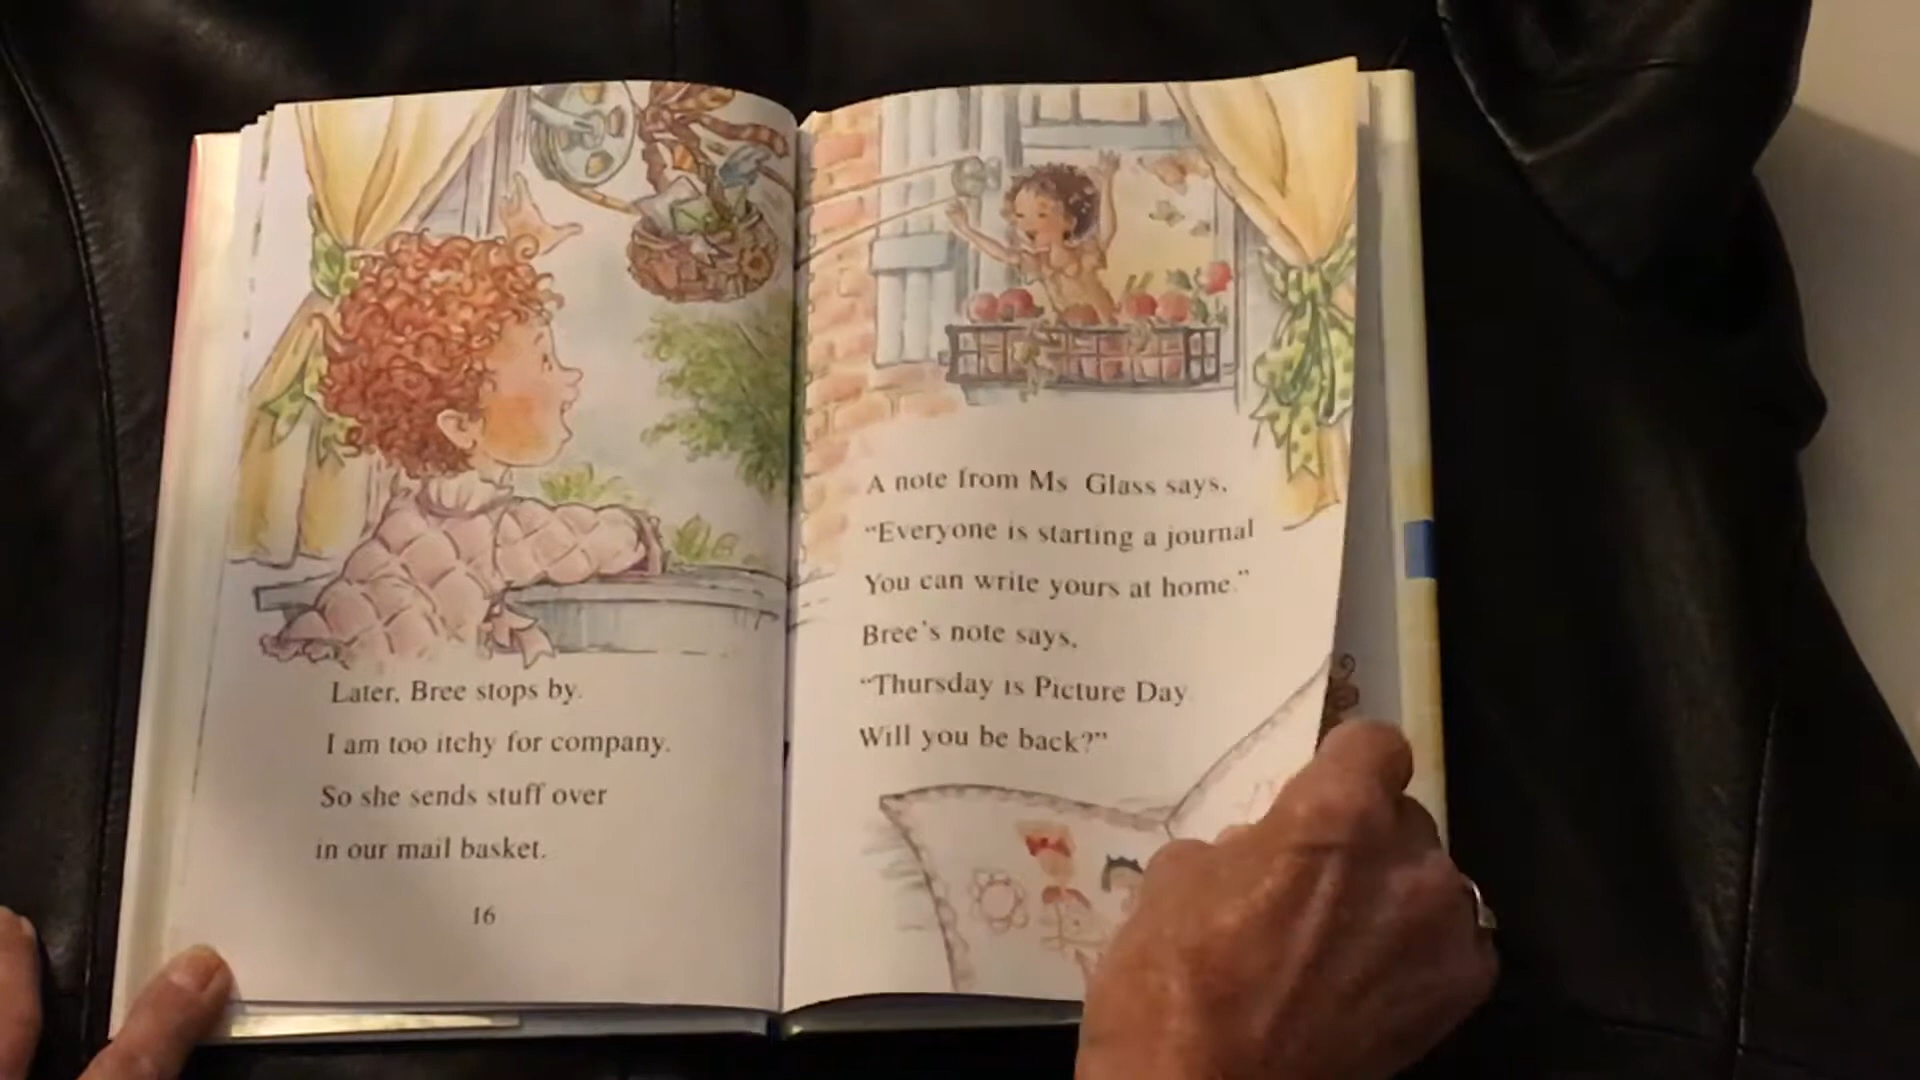 Later, Bree stops by.
I am too itchy for company.
So she sends stuff over
in our mail basket.
16
A note from Ms Glass says,
“Everyone is starting a journal
You can write yours at home.”
Bree's note says,
“Thursday is Picture Day
Will you be back?”